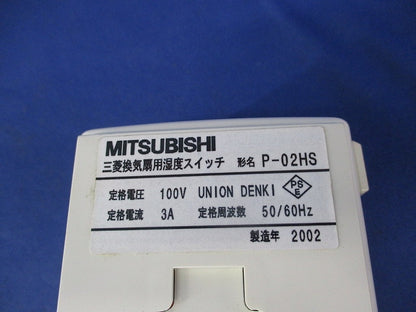 MITSUBISHI
三菱換気扇用湿度スイッチ 形名 P-02HS
定格電圧 100V UNION DENKI PS E
定格電流 3A 定格周波数 50/60Hz
製造年 2002